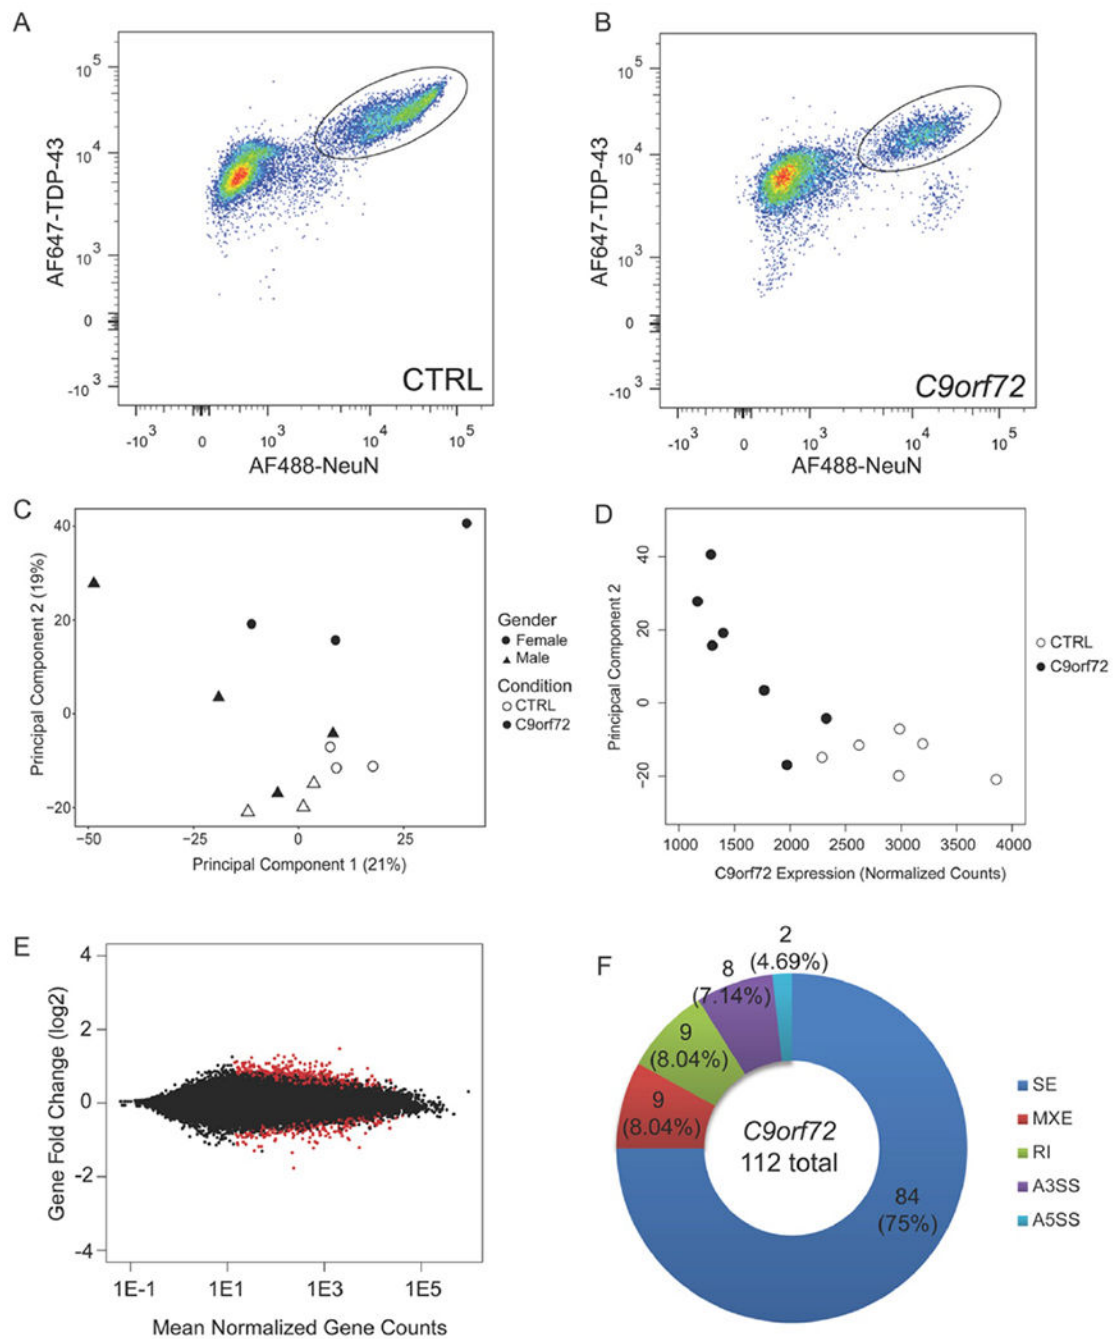 A
AF647-TDP-43
10^5
10^4
10^3
0
-10^3
CTRL
-10^3
0
10^3
10^4
10^5
AF488-NeuN
B
AF647-TDP-43
10^5
10^4
10^3
0
-10^3
C9orf72
-10^3
0
10^3
10^4
10^5
AF488-NeuN
C
Principal Component 2 (19%)
40
20
0
−20
−50
−25
0
25
Principal Component 1 (21%)
Gender
Female
Male
Condition
CTRL
C9orf72
D
Principcal Component 2
40
20
0
−20
1000 1500 2000 2500 3000 3500 4000
C9orf72 Expression (Normalized Counts)
CTRL
C9orf72
E
Gene Fold Change (log2)
4
2
0
-2
-4
1E-1 1E1 1E3 1E5
Mean Normalized Gene Counts
F
2
(4.69%)
8
(7.14%)
9
(8.04%)
9
(8.04%)
C9orf72
112 total
84
(75%)
SE
MXE
RI
A3SS
A5SS